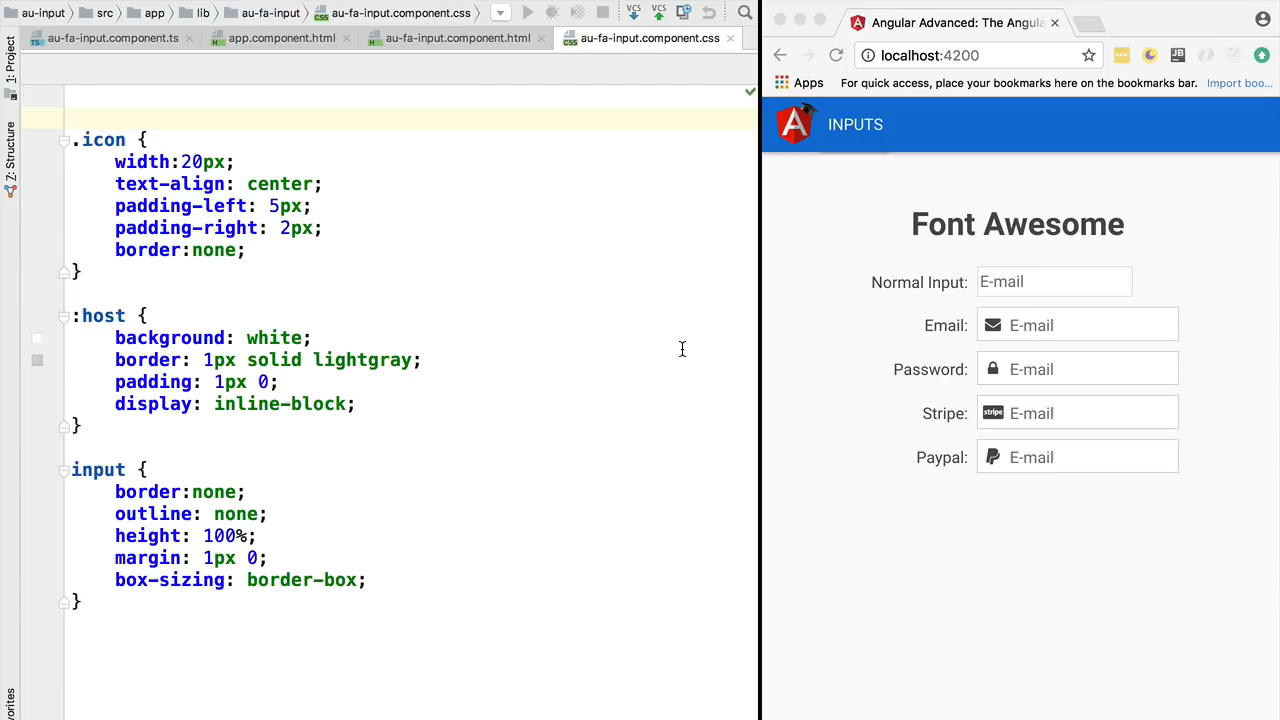 au-input src app lib au-fa-input au-fa-input.component.css VCS VCS
au-fa-input.component.ts app.component.html au-fa-input.component.html au-fa-input.component.css
1: Project
Z: Structure
.icon {
width:20px;
text-align: center;
padding-left: 5px;
padding-right: 2px;
border:none;
}
:host {
background: white;
border: 1px solid lightgray;
padding: 1px 0;
display: inline-block;
}
input {
border:none;
outline: none;
height: 100%;
margin: 1px 0;
box-sizing: border-box;
}
Angular Advanced: The Angula
localhost:4200
JB
Apps For quick access, place your bookmarks here on the bookmarks bar. Import boo...
A INPUTS
Font Awesome
Normal Input: E-mail
Email: E-mail
Password: E-mail
Stripe: stripe E-mail
Paypal: E-mail